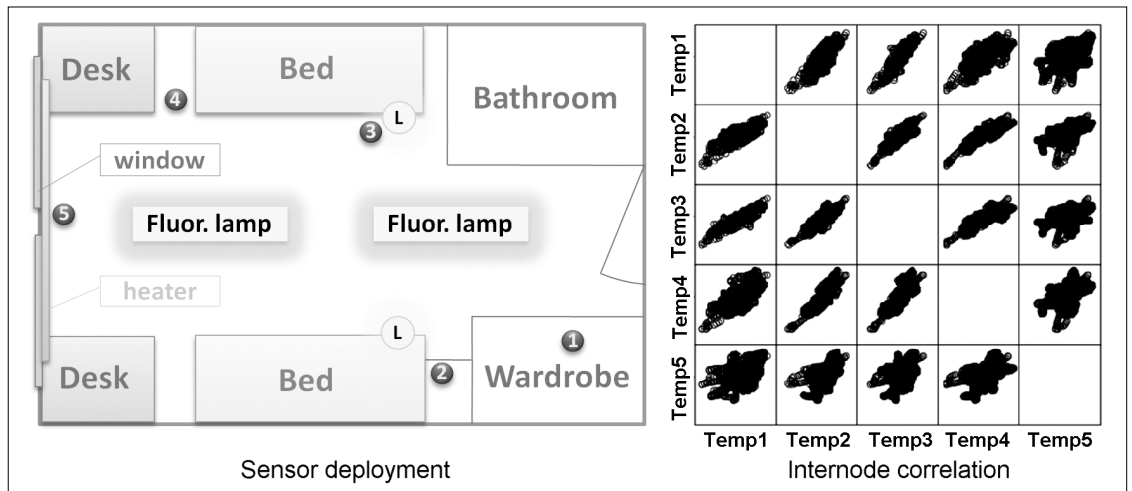 Desk
Bed
Bathroom
4
3
L
window
5
Fluor. lamp
Fluor. lamp
heater
L
1
2
Desk
Bed
Wardrobe
Sensor deployment
Temp1
Temp2
Temp3
Temp4
Temp5
Temp1 Temp2 Temp3 Temp4 Temp5
Internode correlation